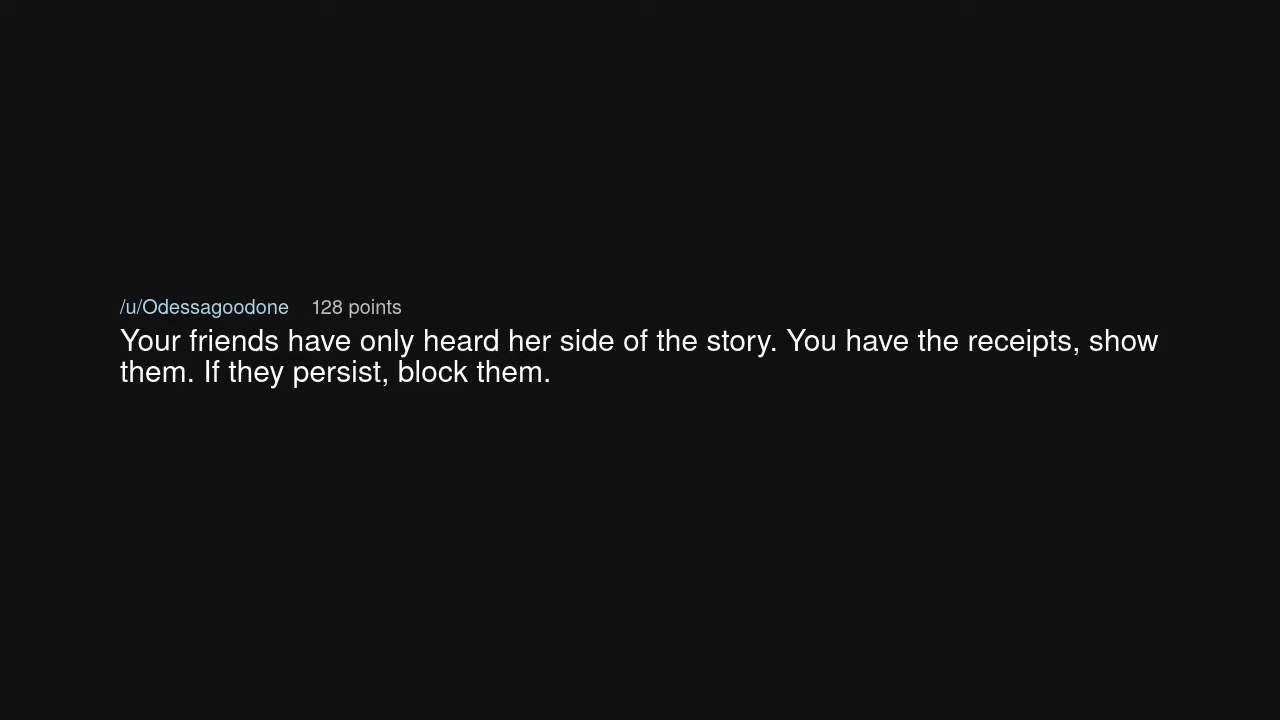 /u/Odessagoodone 128 points
Your friends have only heard her side of the story. You have the receipts, show
them. If they persist, block them.